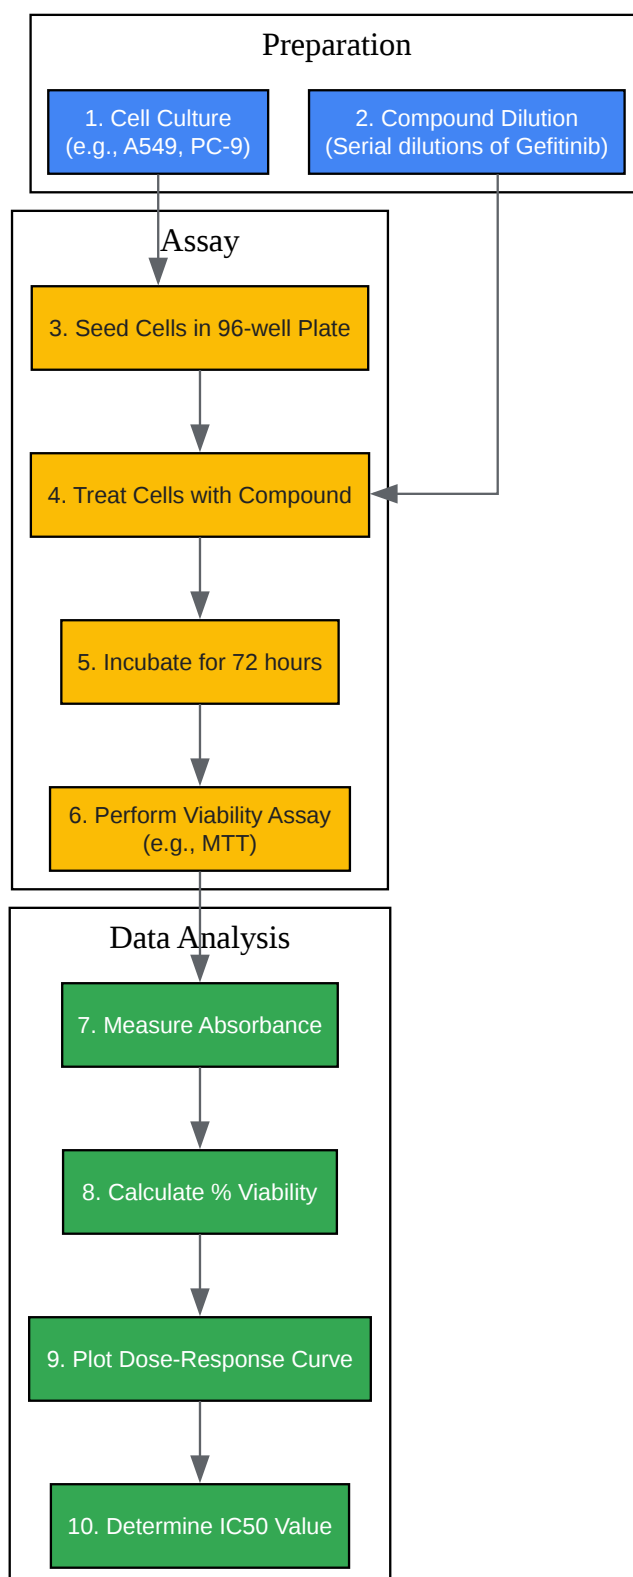 Preparation
1. Cell Culture
(e.g., A549, PC-9)
2. Compound Dilution
(Serial dilutions of Gefitinib)
Assay
3. Seed Cells in 96-well Plate
4. Treat Cells with Compound
5. Incubate for 72 hours
6. Perform Viability Assay
(e.g., MTT)
Data Analysis
7. Measure Absorbance
8. Calculate % Viability
9. Plot Dose-Response Curve
10. Determine IC50 Value